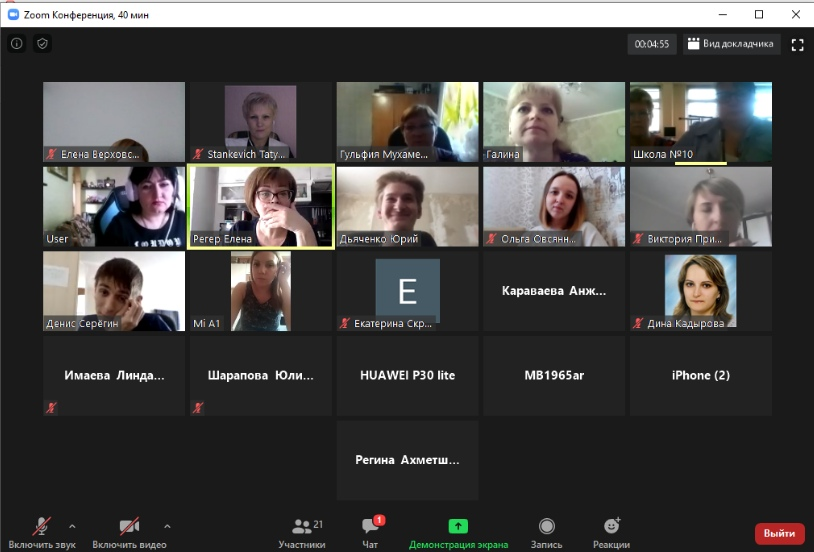 Zoom Конференция, 40 мин
00:04:55
Вид докладчика
Елена Верховс...
Stankevich Taty...
Гульфия Мухаме...
Галина
Школа №10
User
Регер Елена
Дьяченко Юрий
Ольга Овсянн...
Виктория При...
Денис Серёгин
Mi A1
E
Екатерина Скр...
Караваева Анж...
Дина Кадырова
Имаева Линда...
Шарапова Юли...
HUAWEI P30 lite
MB1965ar
iPhone (2)
Регина Ахметш...
Включить звук
Включить видео
21
Участники
1
Чат
Демонстрация экрана
Запись
Реакции
Выйти